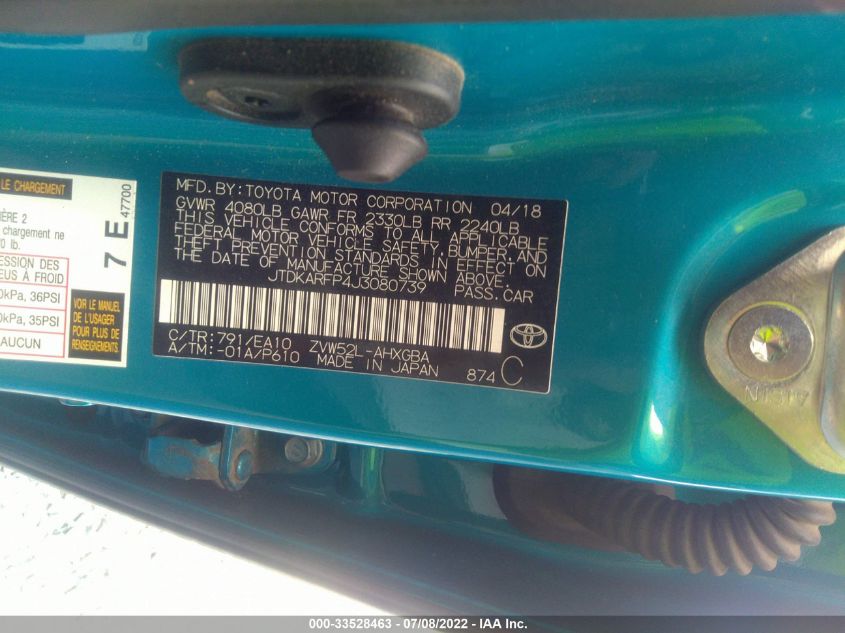 LE CHARGEMENT
IÈRE 2
chargement ne
0 lb.
ESSION DES
EUS À FROID
0kPa, 36PSI
0kPa, 35PSI
AUCUN
7 E
47700
VOIR LE MANUEL
DE L'USAGER
POUR PLUS DE
RENSEIGNEMENTS
MFD. BY: TOYOTA MOTOR CORPORATION 04/18
GVWR 4080LB GAWR FR 2330LB RR 2240LB
THIS VEHICLE CONFORMS TO ALL APPLICABLE
FEDERAL MOTOR VEHICLE SAFETY, BUMPER, AND
THEFT PREVENTION STANDARDS IN EFFECT ON
THE DATE OF MANUFACTURE SHOWN ABOVE.
JTDKARFP4J3080739 PASS. CAR
C/TR: 791/EA10 ZVW52L-AHXGBA
A/TM: -01A/P610 MADE IN JAPAN
874 C
AISIN
000-33528463 - 07/08/2022 - IAA Inc.